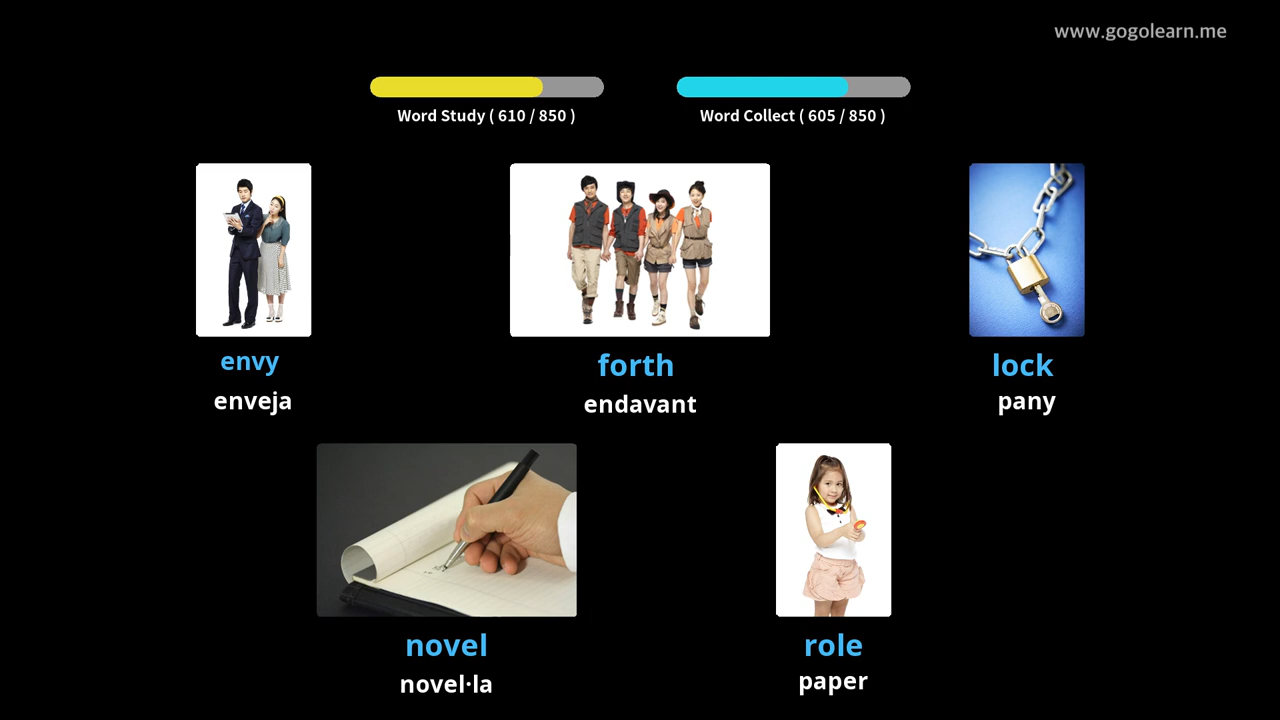 www.gogolearn.me
Word Study ( 610 / 850 )
Word Collect ( 605 / 850 )
envy
enveja
forth
endavant
lock
pany
novel
novel·la
role
paper